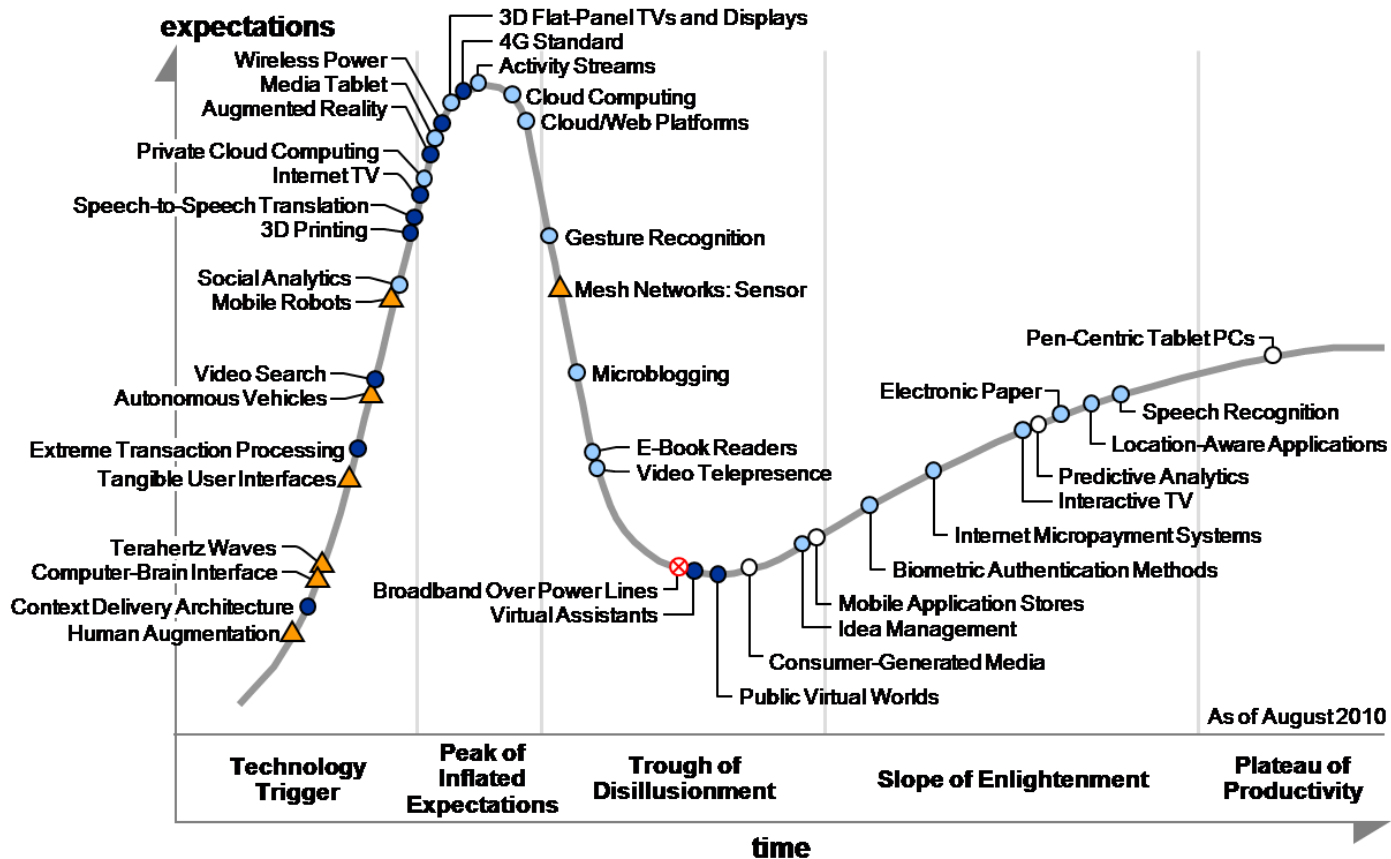 expectations
3D Flat-Panel TVs and Displays
4G Standard
Wireless Power
Activity Streams
Media Tablet
Cloud Computing
Augmented Reality
Cloud/Web Platforms
Private Cloud Computing
Internet TV
Speech-to-Speech Translation
3D Printing
Gesture Recognition
Social Analytics
Mobile Robots
Mesh Networks: Sensor
Pen-Centric Tablet PCs
Video Search
Microblogging
Autonomous Vehicles
Electronic Paper
Speech Recognition
Extreme Transaction Processing
E-Book Readers
Location-Aware Applications
Tangible User Interfaces
Video Telepresence
Predictive Analytics
Interactive TV
Internet Micropayment Systems
Terahertz Waves
Computer-Brain Interface
Biometric Authentication Methods
Broadband Over Power Lines
Context Delivery Architecture
Virtual Assistants
Mobile Application Stores
Human Augmentation
Idea Management
Consumer-Generated Media
Public Virtual Worlds
As of August 2010
Technology
Trigger
Peak of
Inflated
Expectations
Trough of
Disillusionment
Slope of Enlightenment
Plateau of
Productivity
time